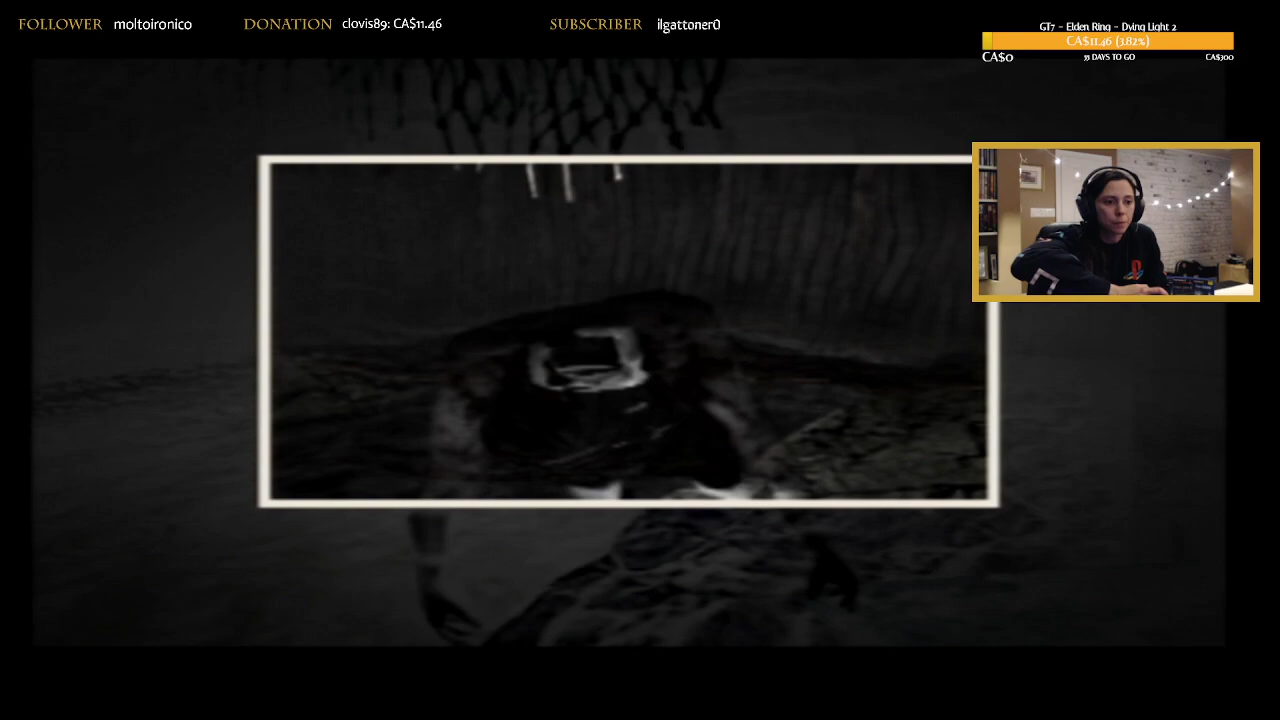 FOLLOWER moltoironico DONATION clovis89: CA$11.46 SUBSCRIBER ilgattoner0
GT7 - Elden Ring - Dying Light 2
CA$11.46 (3.82%)
CA$0 33 DAYS TO GO CA$300